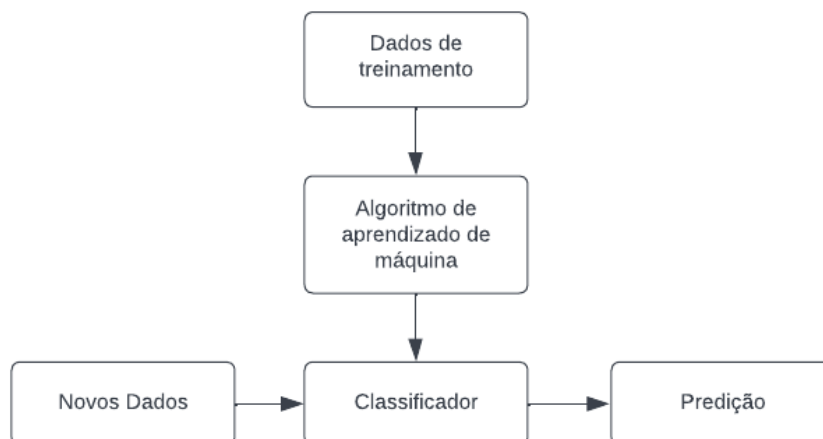 Dados de
treinamento
Algoritmo de
aprendizado de
máquina
Novos Dados
Classificador
Predição